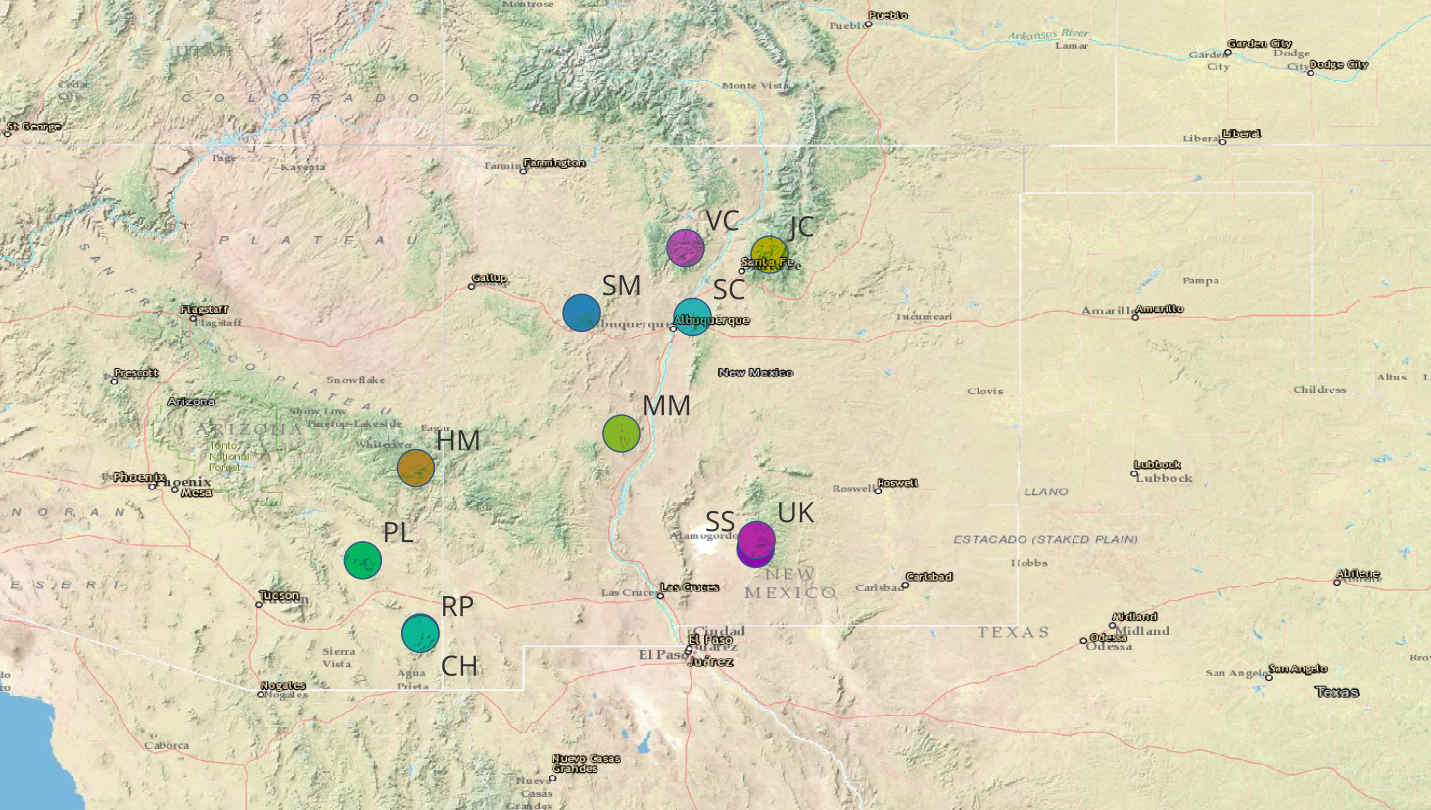 Montrose
Pueblo
Pueblo
Arkansas River
Lamar
Garden City
Garden
City
Dodge
City
Dodge City
UTAH
Cedar
City
COLORADO
Monte Vista
St George
Liberal
Liberal
Page
Kayenta
Farmington
VC
JC
PLATEAU
Santa Fe
Gallup
SM
SC
Pampa
Flagstaff
Flagstaff
Albuquerque
Albuquerque
Tucumcari
Amarillo
Amarillo
SAN FRANCISCO PLATEAU
Prescott
Snowflake
New Mexico
Clovis
Childress
Altus
Arizona
ARIZONA
Show Low
Pinetop-Lakeside
Eagar
Whiteriver
MM
HM
Tonto
National
Forest
Phoenix
Phoenix
Mesa
Roswell
Roswell
Lubbock
Lubbock
LLANO
ESTACADO (STAKED PLAIN)
NORAN
DESERT
PL
SS
UK
Alamogordo
NEW
MEXICO
Hobbs
Las Cruces
Las Cruces
Carlsbad
Carlsbad
Abilene
Abilene
Tucson
Tucson
RP
CH
Sierra
Vista
Agua
Prieta
Ciudad
Juárez
El Paso
El Paso
Juárez
TEXAS
Midland
Midland
Odessa
Odessa
San Angelo
San Angelo
Texas
Nogales
Nogales
Caborca
Nuevo Casas
Grandes
Nuevo
Casas
Grandes